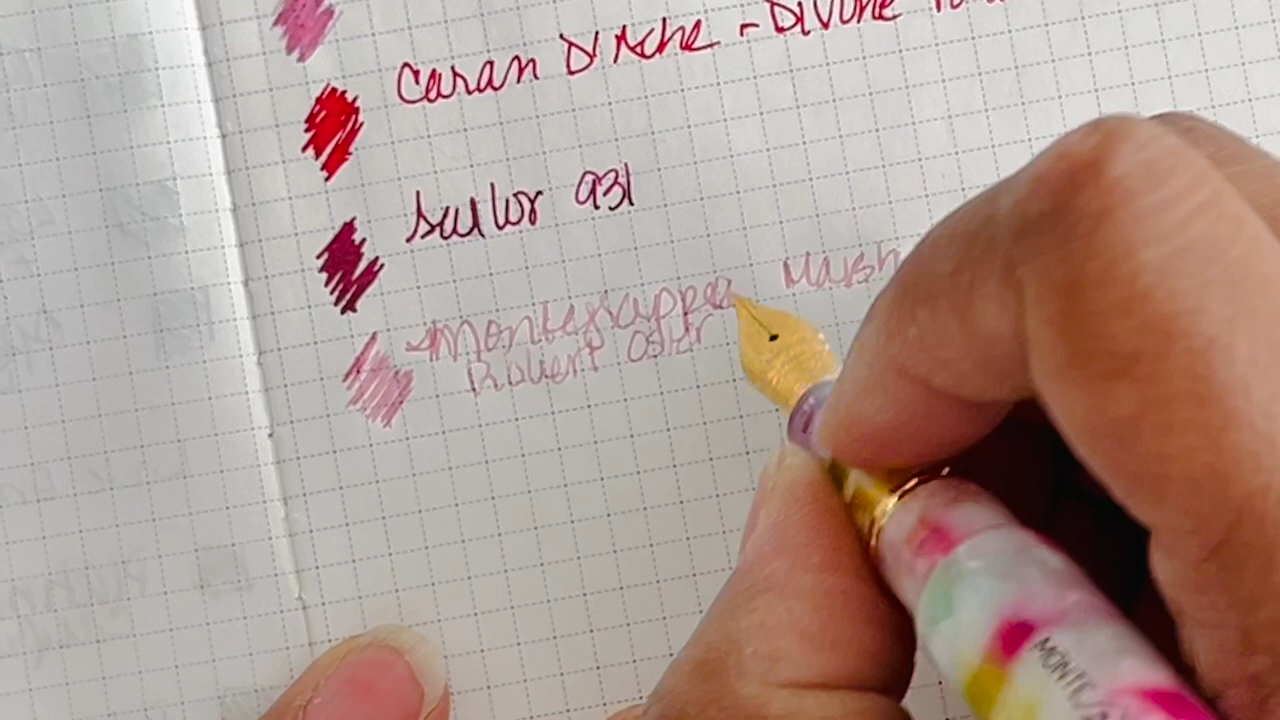 Caran D'Ache - Divine
Sailor 931
Montegrappa Marsh
Robert Oster
MONTE